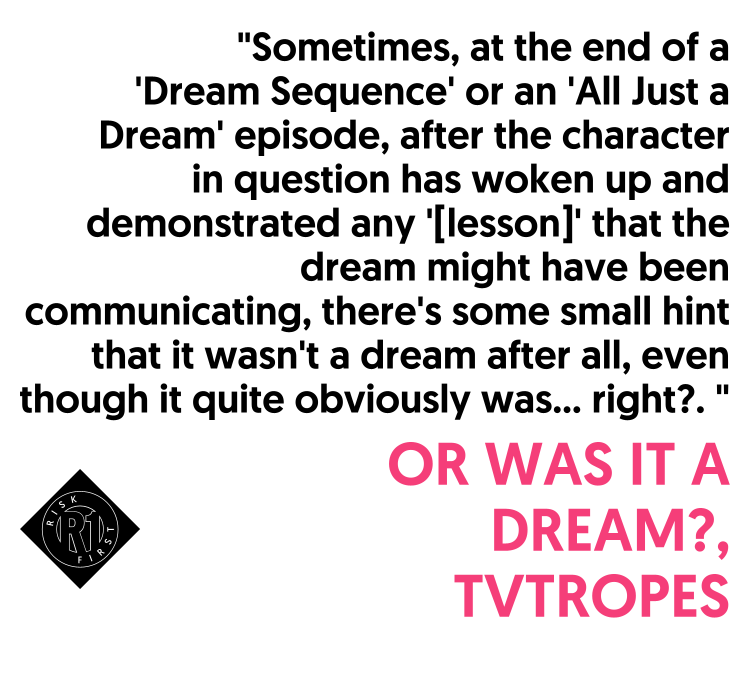 "Sometimes, at the end of a
'Dream Sequence' or an 'All Just a
Dream' episode, after the character
in question has woken up and
demonstrated any '[lesson]' that the
dream might have been
communicating, there's some small hint
that it wasn't a dream after all, even
though it quite obviously was... right?. "
OR WAS IT A
DREAM?,
TVTROPES
RISK
R1
FIRST